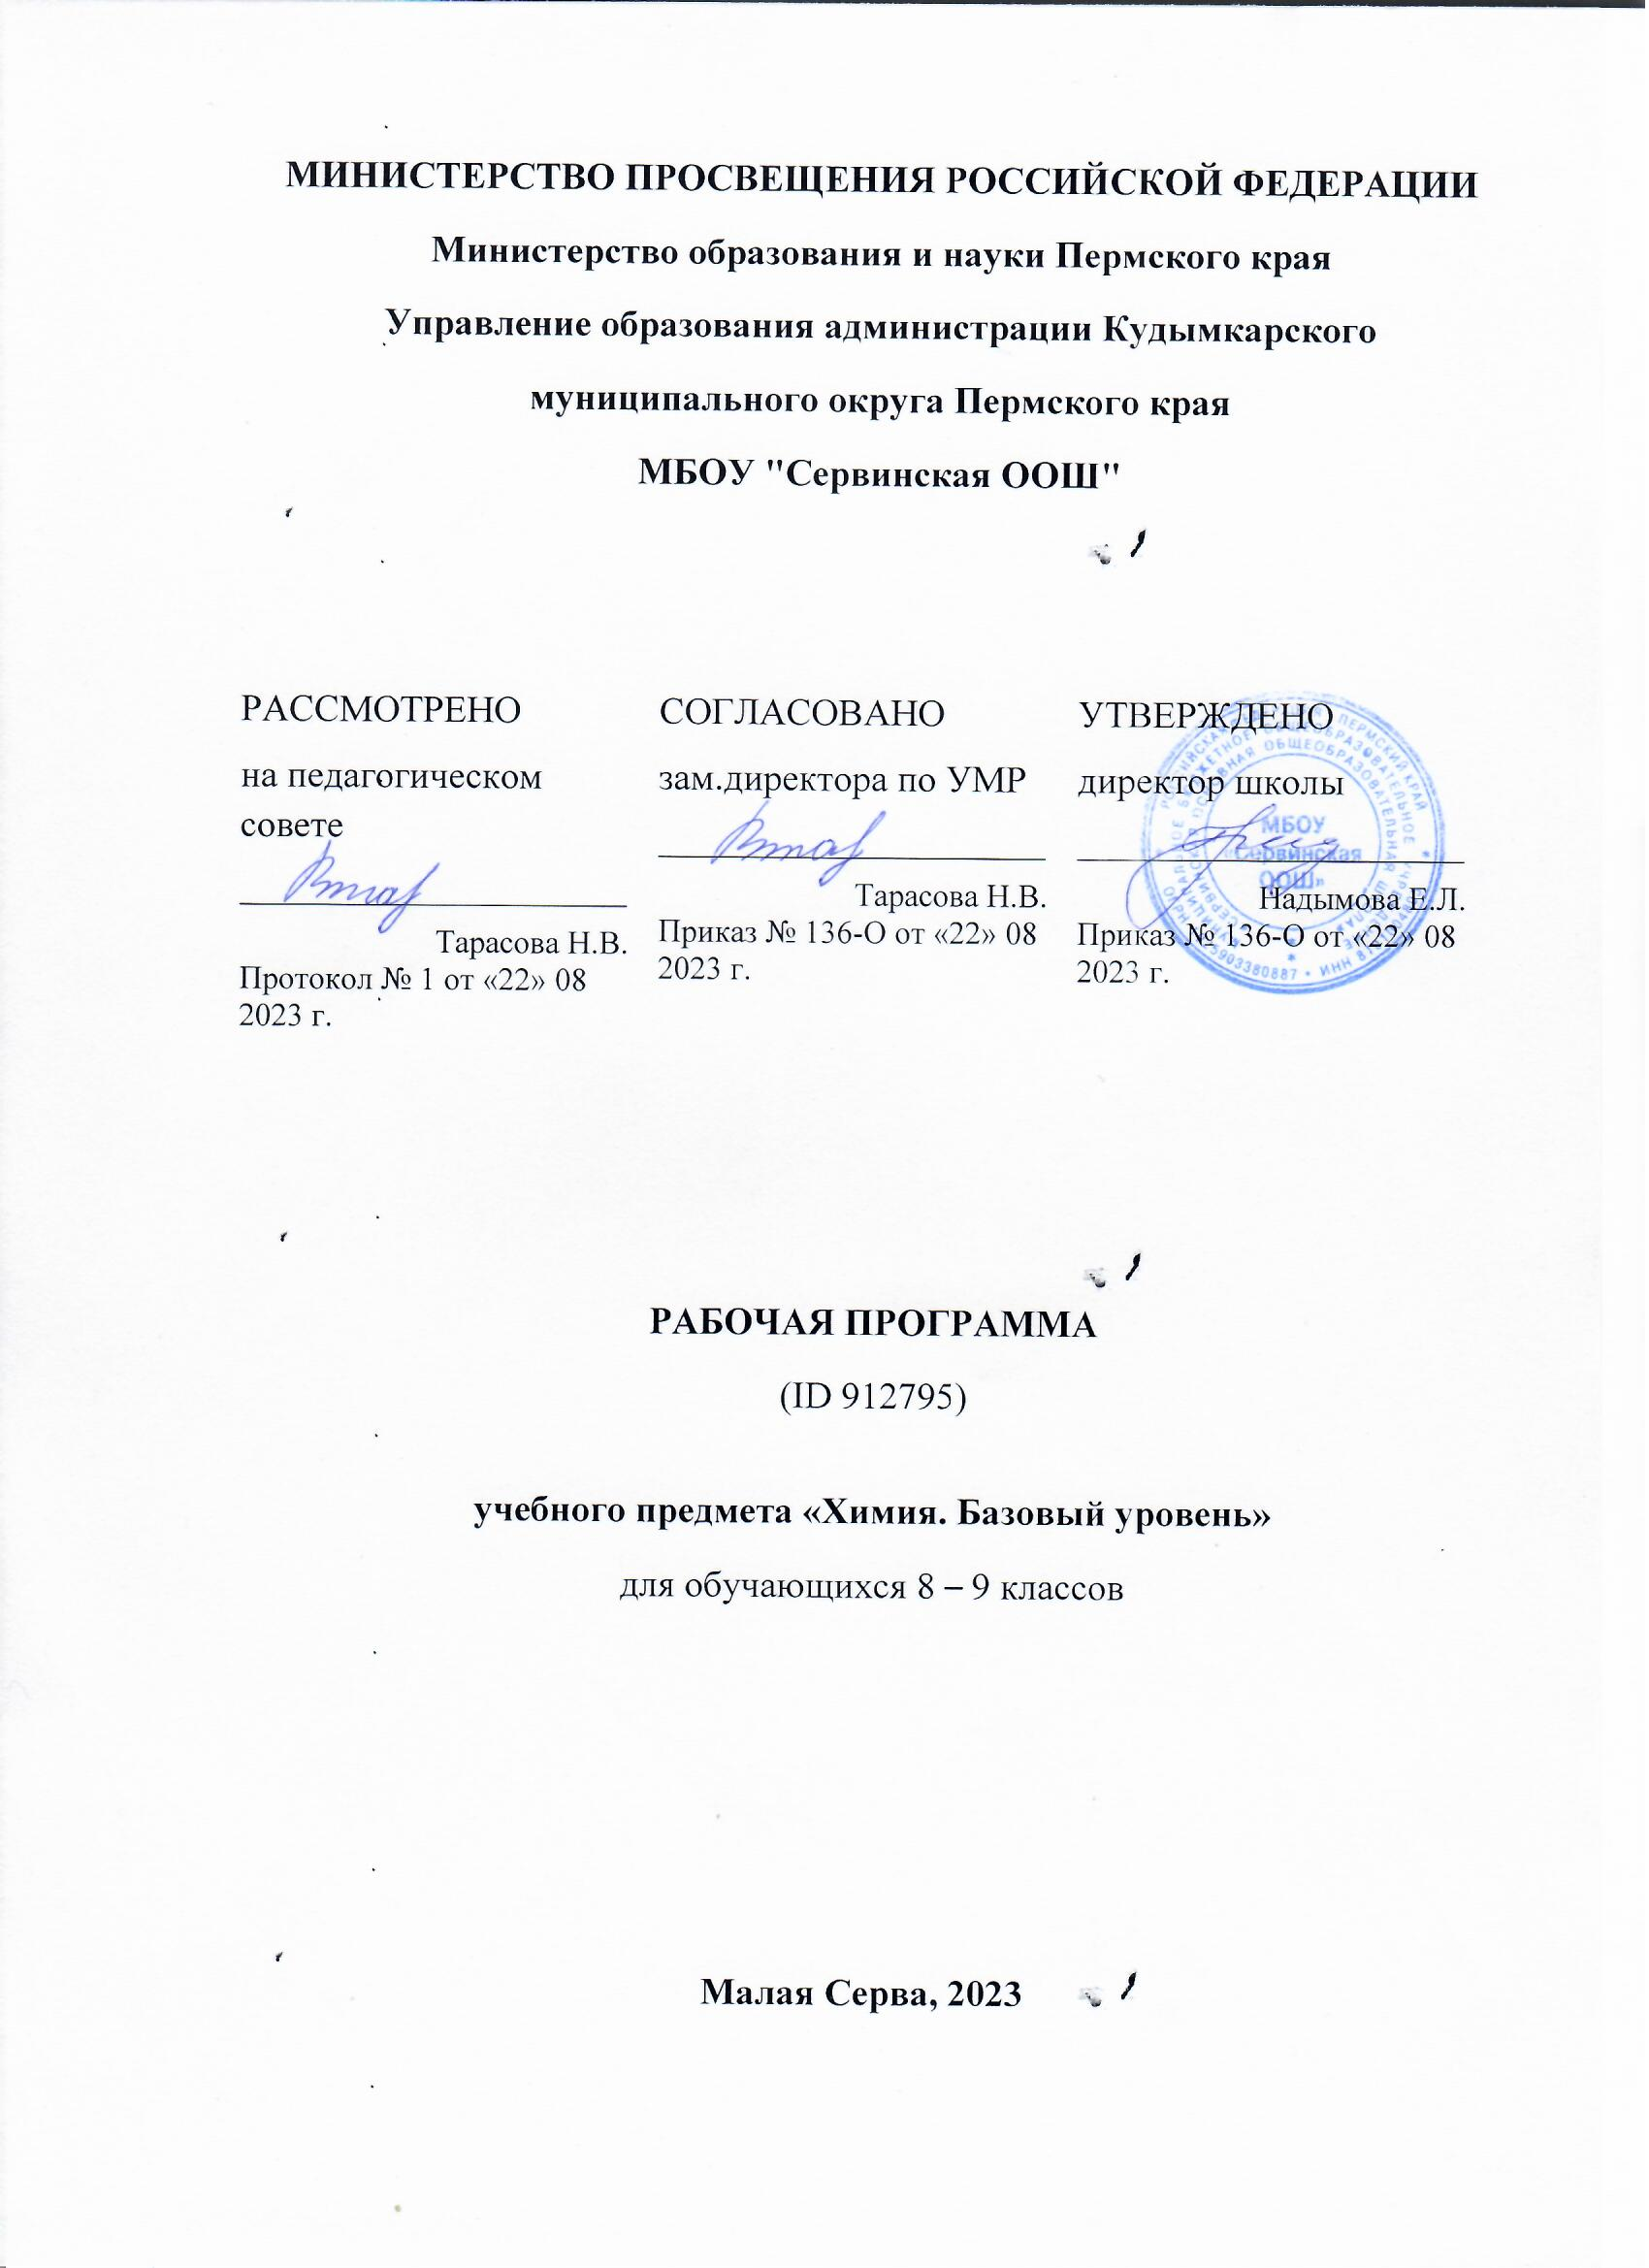 МИНИСТЕРСТВО ПРОСВЕЩЕНИЯ РОССИЙСКОЙ ФЕДЕРАЦИИ
Министерство образования и науки Пермского края
Управление образования администрации Кудымкарского
муниципального округа Пермского края
МБОУ "Сервинская ООШ"
РАССМОТРЕНО
на педагогическом
совете
Тарасова Н.В.
Протокол № 1 от «22» 08
2023 г.
СОГЛАСОВАНО
зам.директора по УМР
Тарасова Н.В.
Приказ № 136-О от «22» 08
2023 г.
УТВЕРЖДЕНО
директор школы
Надымова Е.Л.
Приказ № 136-О от «22» 08
2023 г.
МБОУ
«Сервинская
ООШ»
РАБОЧАЯ ПРОГРАММА
(ID 912795)
учебного предмета «Химия. Базовый уровень»
для обучающихся 8 – 9 классов
Малая Серва, 2023